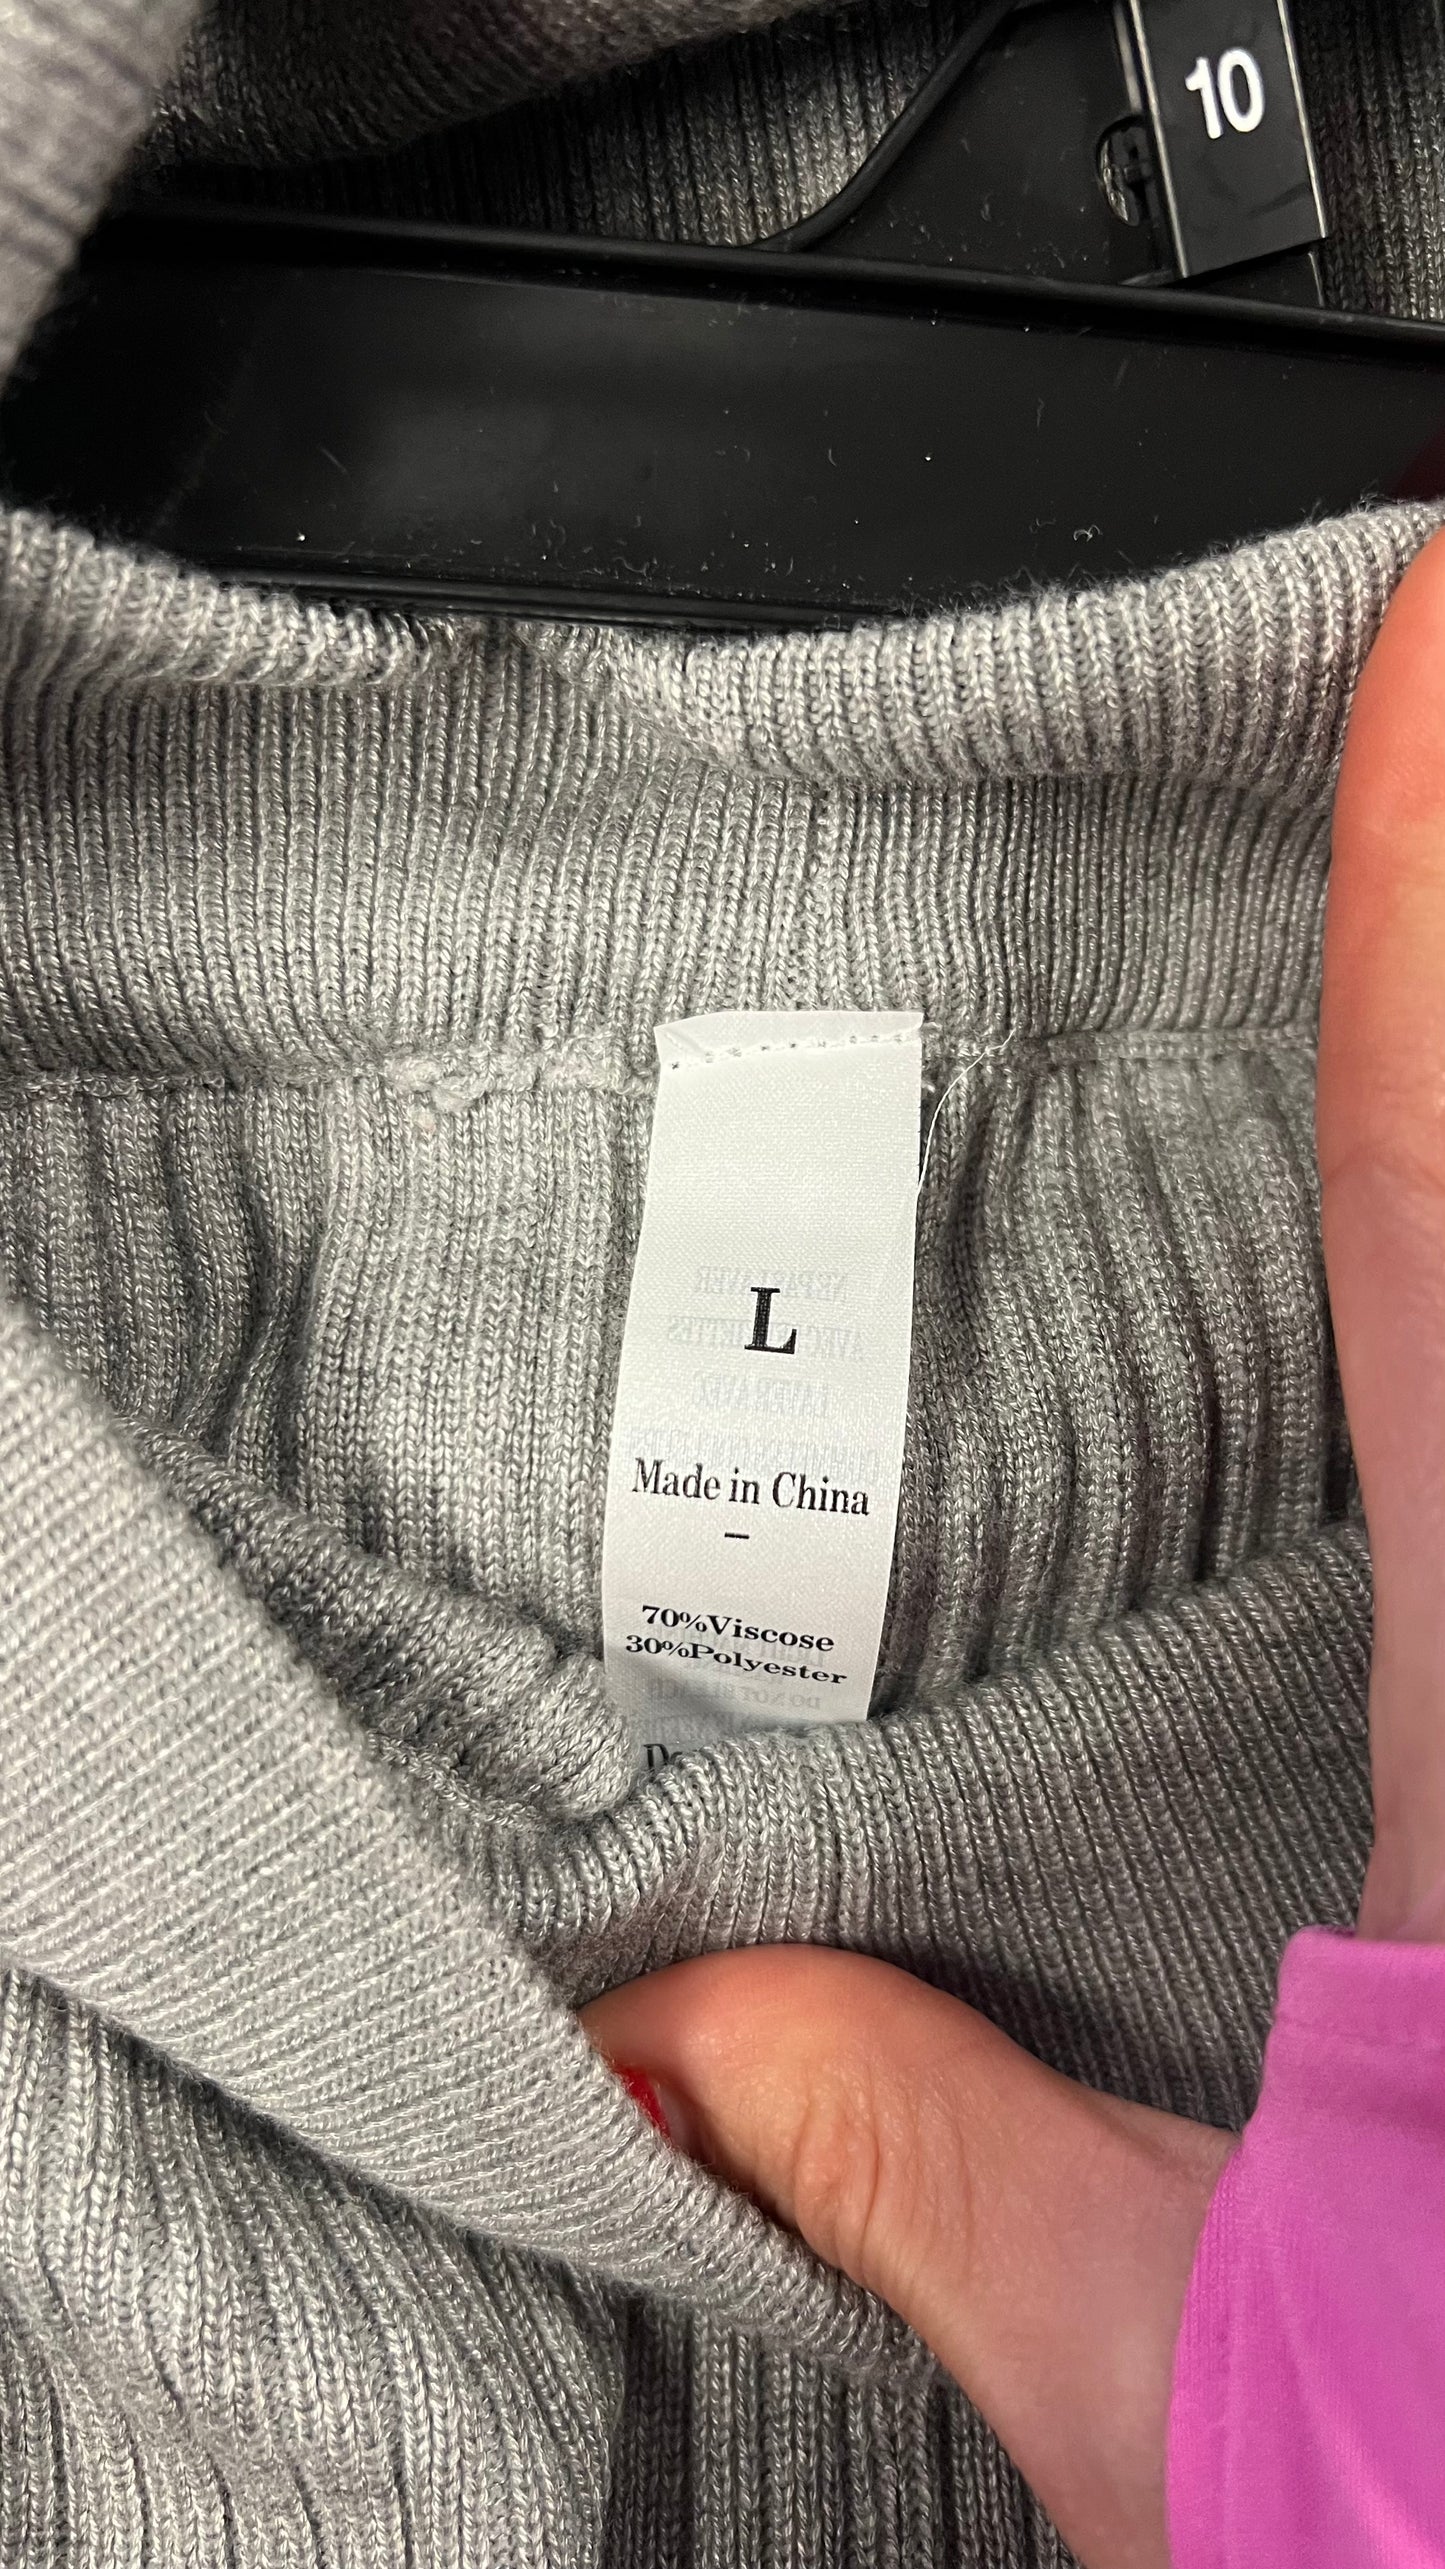 10
L
Made in China
–
70%Viscose
30%Polyester